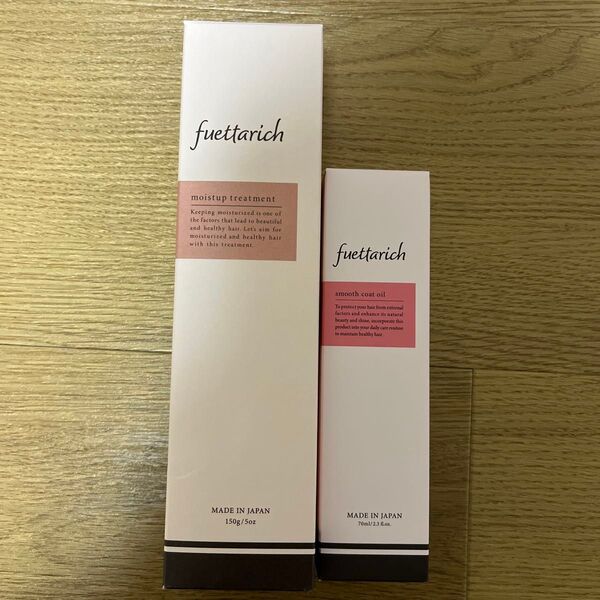 fuettarich
moistup treatment
Keeping moisturized is one of
the factors that lead to beautiful
and healthy hair. Let's aim for
moisturized and healthy hair
with this treatment.
MADE IN JAPAN
150g/5oz
fuettarich
smooth coat oil
To protect your hair from external
factors and enhance its natural
beauty and shine, incorporate this
product into your daily care routine
to maintain healthy hair.
MADE IN JAPAN
70ml/2.3 fl.oz.